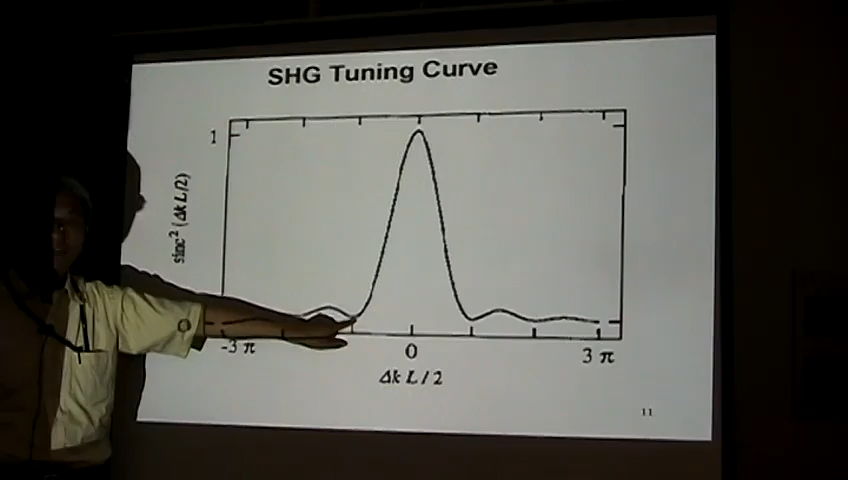 SHG Tuning Curve
1
sinc² (Δk L/2)
-3 π
0
3 π
Δk L / 2
11